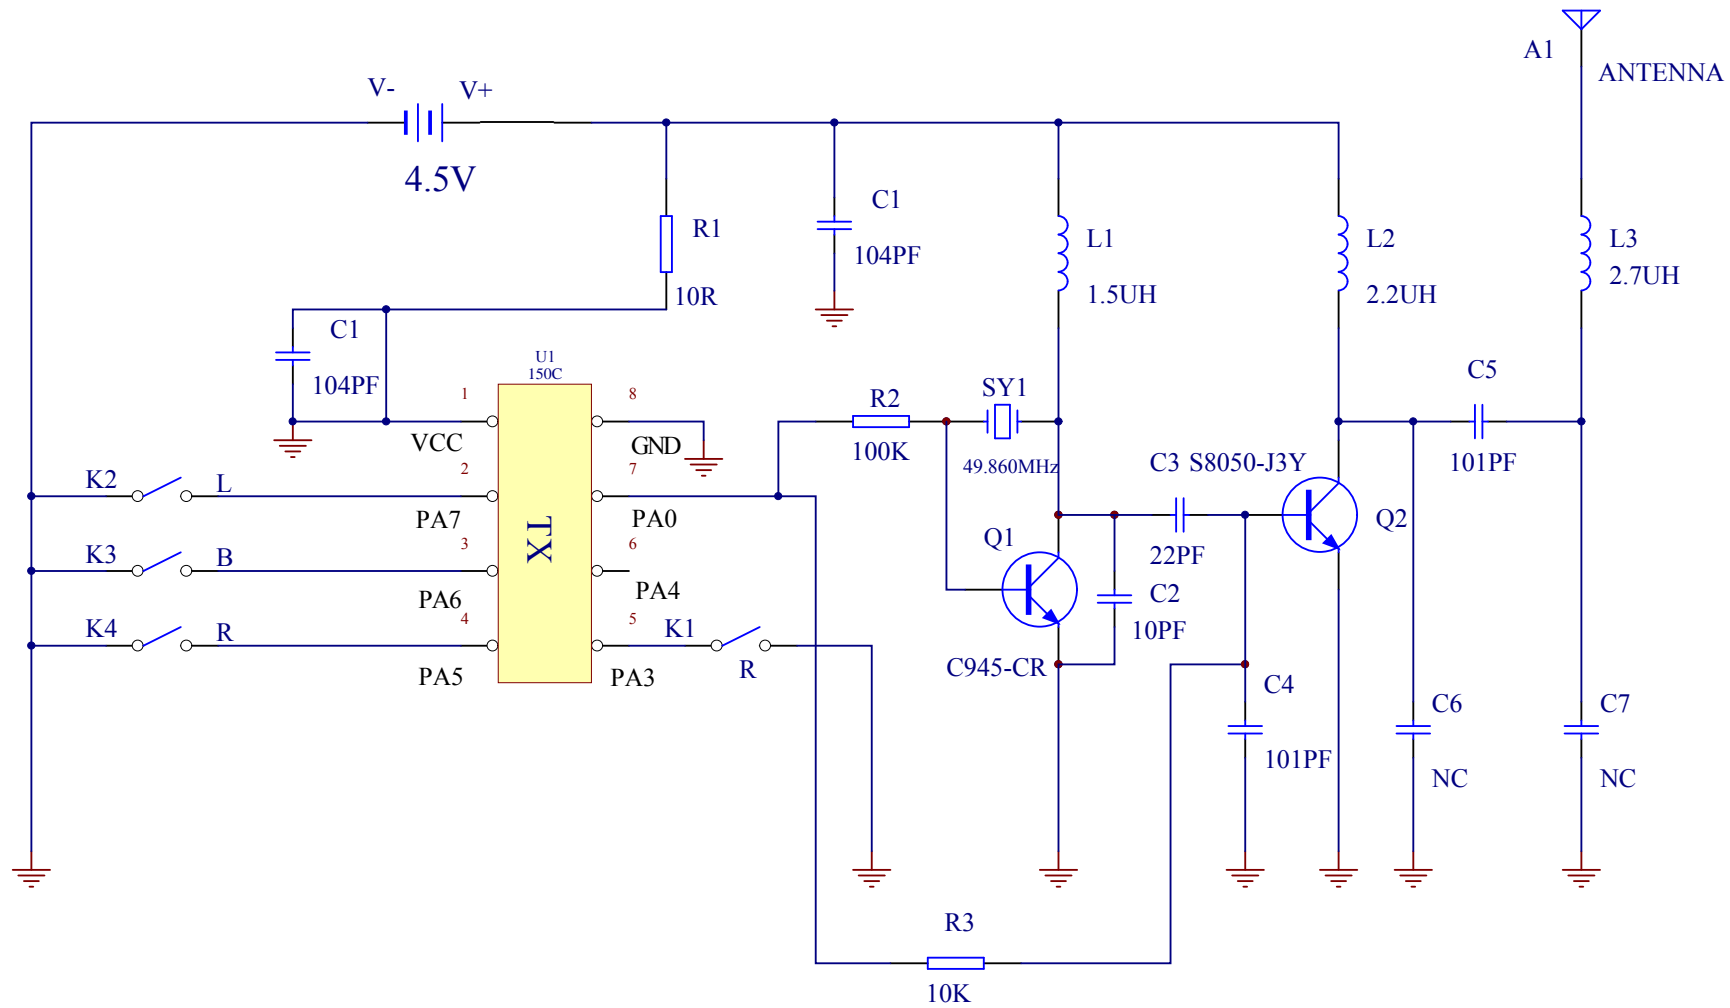 A1
ANTENNA
V-
V+
4.5V
R1
10R
C1
104PF
L1
1.5UH
L2
2.2UH
L3
2.7UH
C1
104PF
U1
150C
TX
1
VCC
2
PA7
3
PA6
4
PA5
8
GND
7
PA0
6
PA4
5
PA3
K2
L
K3
B
K4
R
K1
R
R2
100K
SY1
49.860MHz
Q1
C945-CR
C3
22PF
C2
10PF
S8050-J3Y
Q2
C4
101PF
C5
101PF
C6
NC
C7
NC
R3
10K